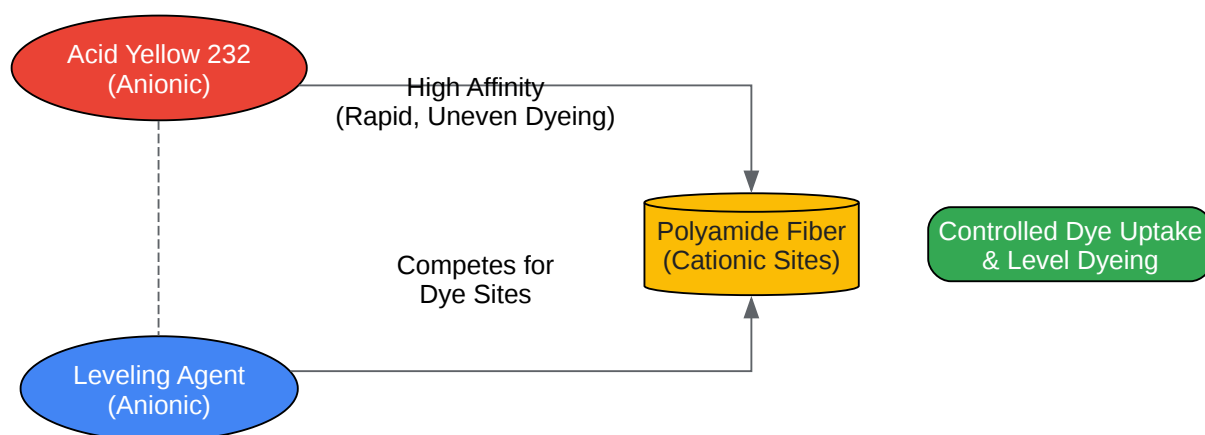 Acid Yellow 232
(Anionic)
High Affinity
(Rapid, Uneven Dyeing)
Polyamide Fiber
(Cationic Sites)
Controlled Dye Uptake
& Level Dyeing
Competes for
Dye Sites
Leveling Agent
(Anionic)